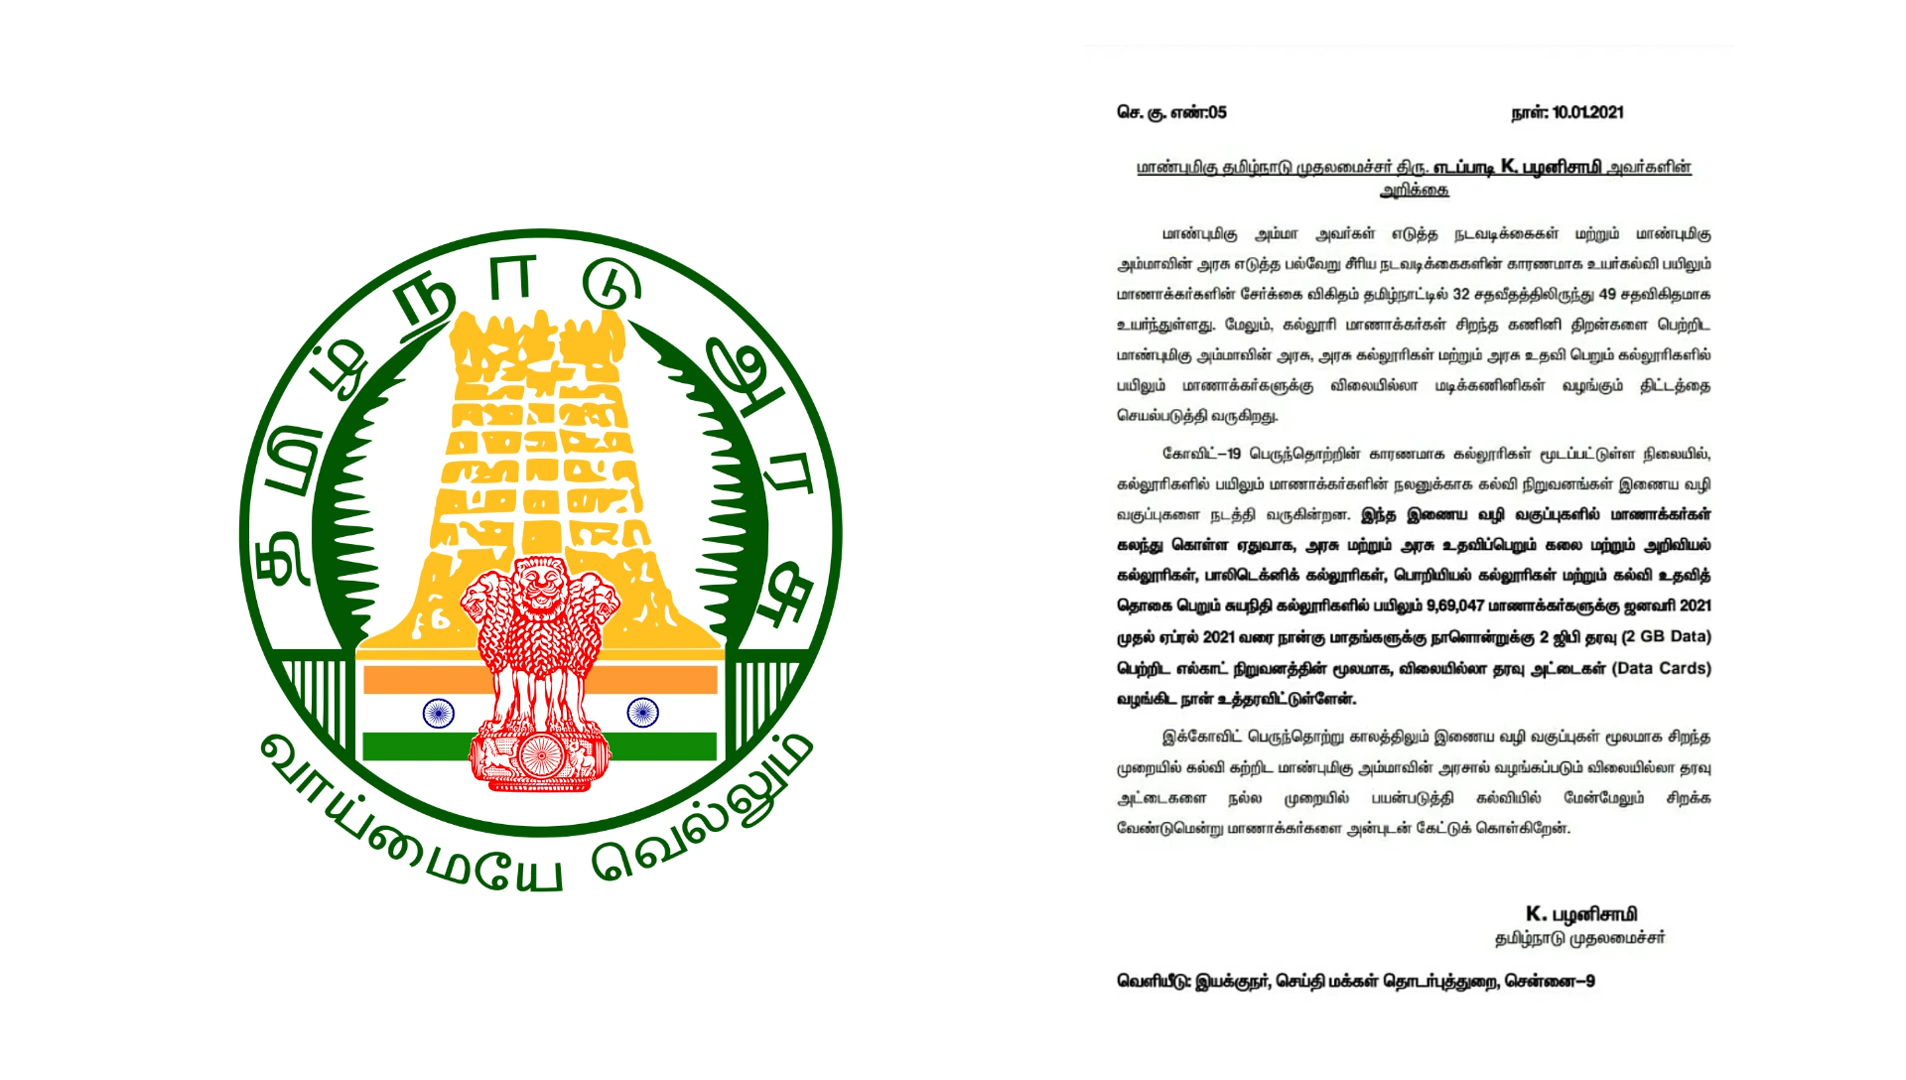 தமிழ்நாடு அரசு
வாய்மையே வெல்லும்
செ. கு. எண்:05 நாள்: 10.01.2021
மாண்புமிகு தமிழ்நாடு முதலமைச்சர் திரு. எடப்பாடி K. பழனிசாமி அவர்களின்
அறிக்கை
மாண்புமிகு அம்மா அவர்கள் எடுத்த நடவடிக்கைகள் மற்றும் மாண்புமிகு
அம்மாவின் அரசு எடுத்த பல்வேறு சீரிய நடவடிக்கைகளின் காரணமாக உயர்கல்வி பயிலும்
மாணாக்கர்களின் சேர்க்கை விகிதம் தமிழ்நாட்டில் 32 சதவீதத்திலிருந்து 49 சதவிகிதமாக
உயர்ந்துள்ளது. மேலும், கல்லூரி மாணாக்கர்கள் சிறந்த கணினி திறன்களை பெற்றிட
மாண்புமிகு அம்மாவின் அரசு, அரசு கல்லூரிகள் மற்றும் அரசு உதவி பெறும் கல்லூரிகளில்
பயிலும் மாணாக்கர்களுக்கு விலையில்லா மடிக்கணினிகள் வழங்கும் திட்டத்தை
செயல்படுத்தி வருகிறது.
கோவிட்–19 பெருந்தொற்றின் காரணமாக கல்லூரிகள் மூடப்பட்டுள்ள நிலையில்,
கல்லூரிகளில் பயிலும் மாணாக்கர்களின் நலனுக்காக கல்வி நிறுவனங்கள் இணைய வழி
வகுப்புகளை நடத்தி வருகின்றன. இந்த இணைய வழி வகுப்புகளில் மாணாக்கர்கள்
கலந்து கொள்ள ஏதுவாக, அரசு மற்றும் அரசு உதவிப்பெறும் கலை மற்றும் அறிவியல்
கல்லூரிகள், பாலிடெக்னிக் கல்லூரிகள், பொறியியல் கல்லூரிகள் மற்றும் கல்வி உதவித்
தொகை பெறும் சுயநிதி கல்லூரிகளில் பயிலும் 9,69,047 மாணாக்கர்களுக்கு ஜனவரி 2021
முதல் ஏப்ரல் 2021 வரை நான்கு மாதங்களுக்கு நாளொன்றுக்கு 2 ஜிபி தரவு (2 GB Data)
பெற்றிட எல்காட் நிறுவனத்தின் மூலமாக, விலையில்லா தரவு அட்டைகள் (Data Cards)
வழங்கிட நான் உத்தரவிட்டுள்ளேன்.
இக்கோவிட் பெருந்தொற்று காலத்திலும் இணைய வழி வகுப்புகள் மூலமாக சிறந்த
முறையில் கல்வி கற்றிட மாண்புமிகு அம்மாவின் அரசால் வழங்கப்படும் விலையில்லா தரவு
அட்டைகளை நல்ல முறையில் பயன்படுத்தி கல்வியில் மேன்மேலும் சிறக்க
வேண்டுமென்று மாணாக்கர்களை அன்புடன் கேட்டுக் கொள்கிறேன்.
K. பழனிசாமி
தமிழ்நாடு முதலமைச்சர்
வெளியீடு: இயக்குநர், செய்தி மக்கள் தொடர்புத்துறை, சென்னை–9